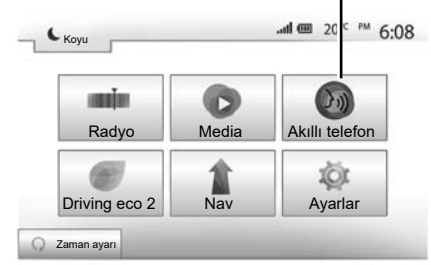 Koyu
20°C PM 6:08
Radyo Media Akıllı telefon
Driving eco 2 Nav Ayarlar
Zaman ayarı